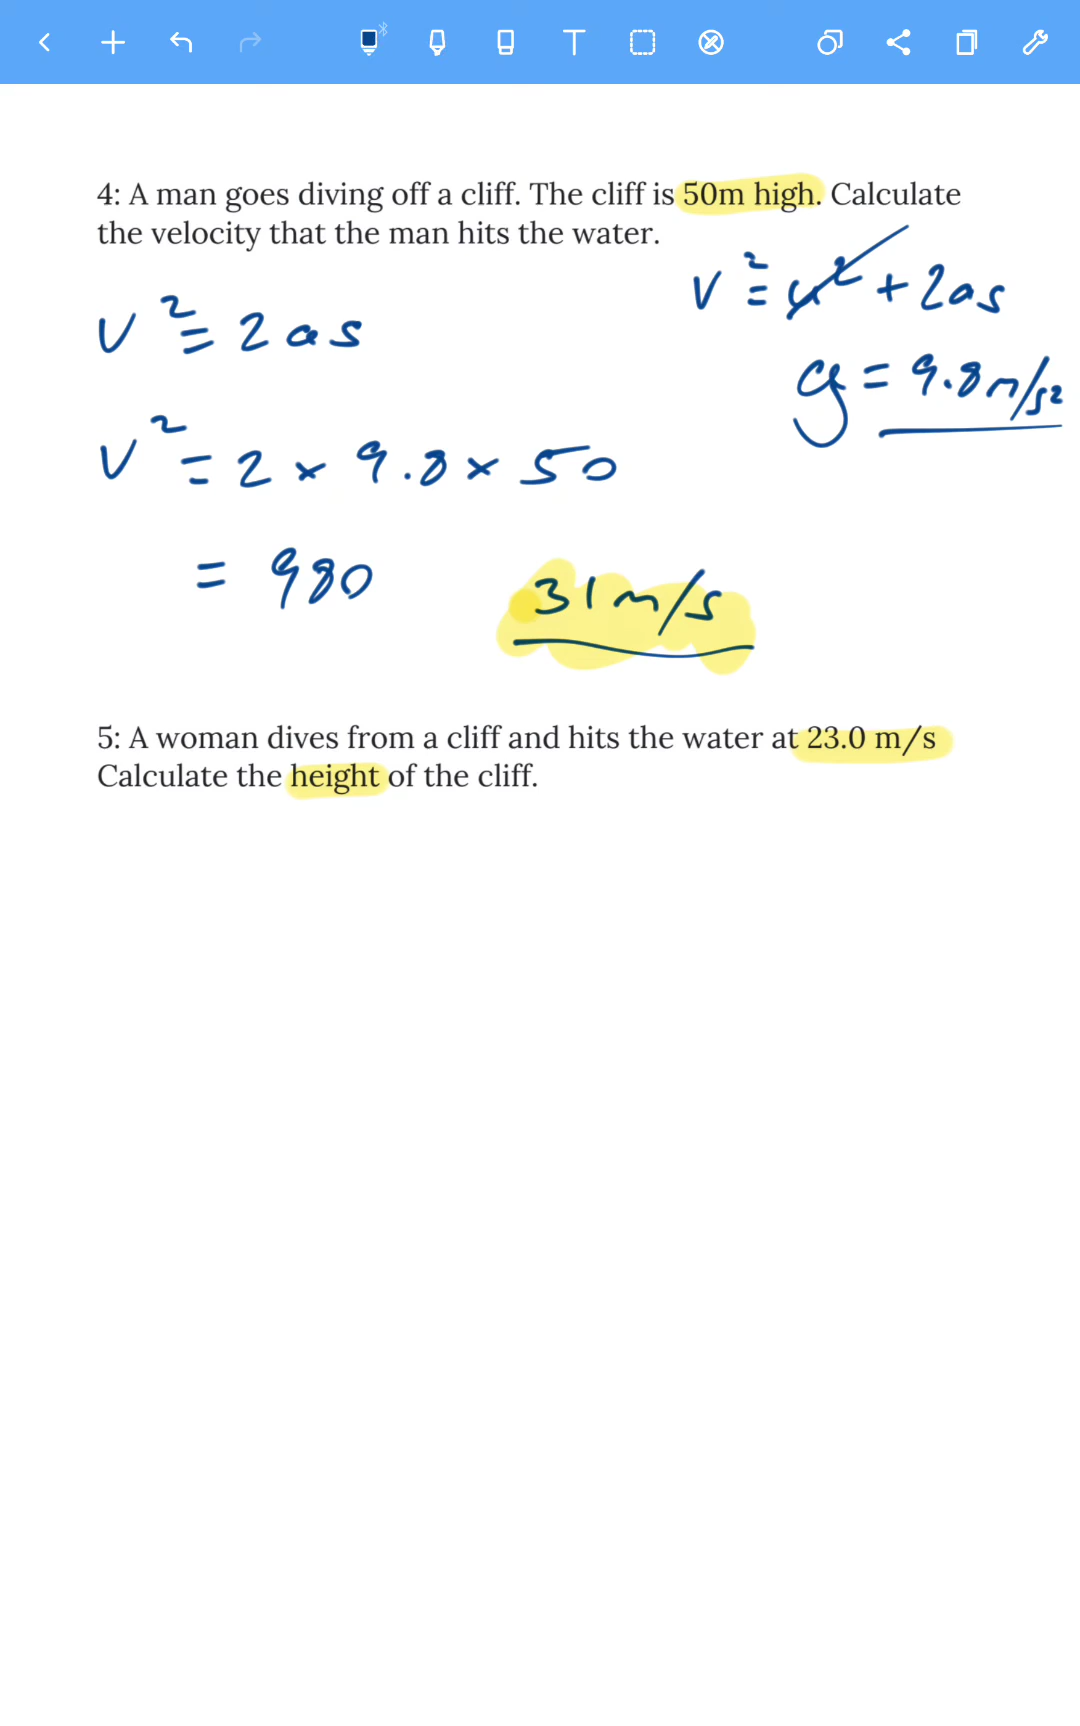 4: A man goes diving off a cliff. The cliff is 50m high. Calculate
the velocity that the man hits the water.
v² = u² + 2as
v² = 2as
g = 9.8m/s²
v² = 2 × 9.8 × 50
= 980
31m/s
5: A woman dives from a cliff and hits the water at 23.0 m/s
Calculate the height of the cliff.